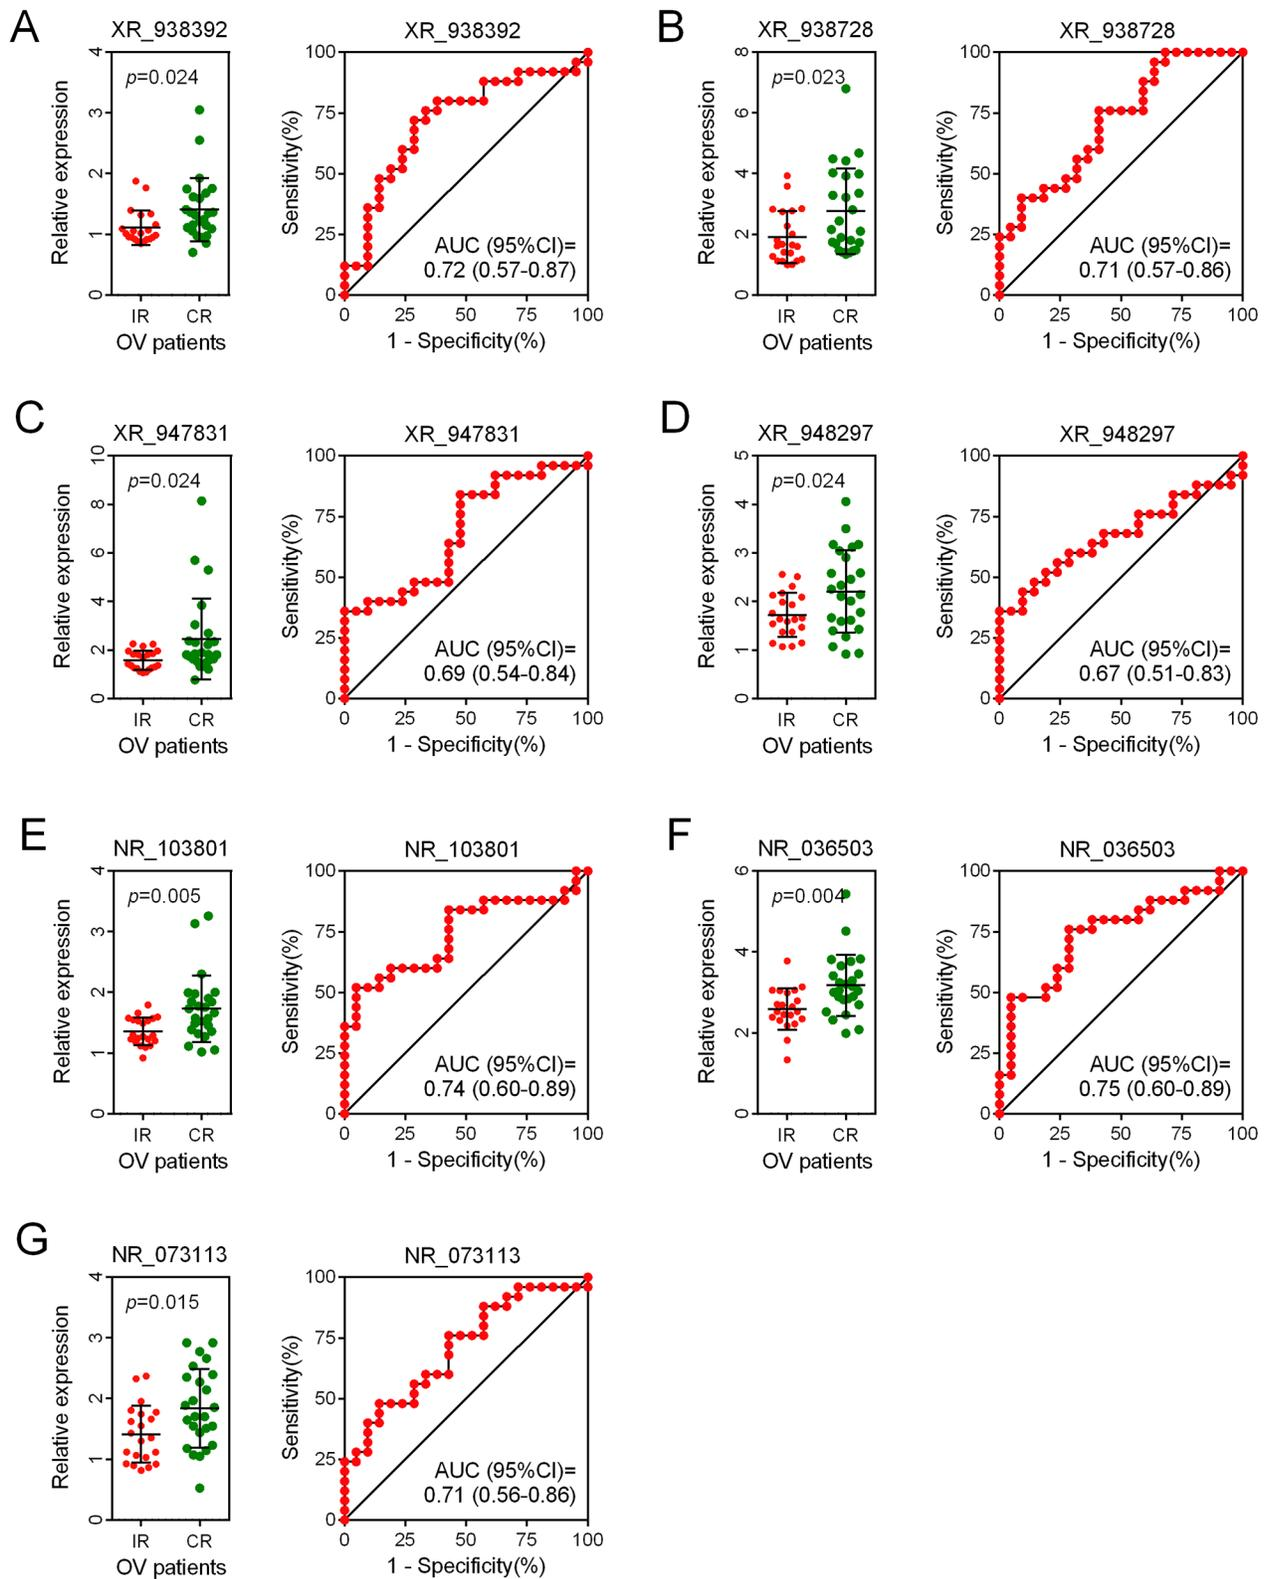 A
XR_938392
p=0.024
Relative expression
4
3
2
1
0
IR CR
OV patients
XR_938392
Sensitivity(%)
100
75
50
25
0
AUC (95%CI)=
0.72 (0.57-0.87)
0 25 50 75 100
1 - Specificity(%)
B
XR_938728
p=0.023
Relative expression
8
6
4
2
0
IR CR
OV patients
XR_938728
Sensitivity(%)
100
75
50
25
0
AUC (95%CI)=
0.71 (0.57-0.86)
0 25 50 75 100
1 - Specificity(%)
C
XR_947831
p=0.024
Relative expression
10
8
6
4
2
0
IR CR
OV patients
XR_947831
Sensitivity(%)
100
75
50
25
0
AUC (95%CI)=
0.69 (0.54-0.84)
0 25 50 75 100
1 - Specificity(%)
D
XR_948297
p=0.024
Relative expression
5
4
3
2
1
0
IR CR
OV patients
XR_948297
Sensitivity(%)
100
75
50
25
0
AUC (95%CI)=
0.67 (0.51-0.83)
0 25 50 75 100
1 - Specificity(%)
E
NR_103801
p=0.005
Relative expression
4
3
2
1
0
IR CR
OV patients
NR_103801
Sensitivity(%)
100
75
50
25
0
AUC (95%CI)=
0.74 (0.60-0.89)
0 25 50 75 100
1 - Specificity(%)
F
NR_036503
p=0.004
Relative expression
6
4
2
0
IR CR
OV patients
NR_036503
Sensitivity(%)
100
75
50
25
0
AUC (95%CI)=
0.75 (0.60-0.89)
0 25 50 75 100
1 - Specificity(%)
G
NR_073113
p=0.015
Relative expression
4
3
2
1
0
IR CR
OV patients
NR_073113
Sensitivity(%)
100
75
50
25
0
AUC (95%CI)=
0.71 (0.56-0.86)
0 25 50 75 100
1 - Specificity(%)